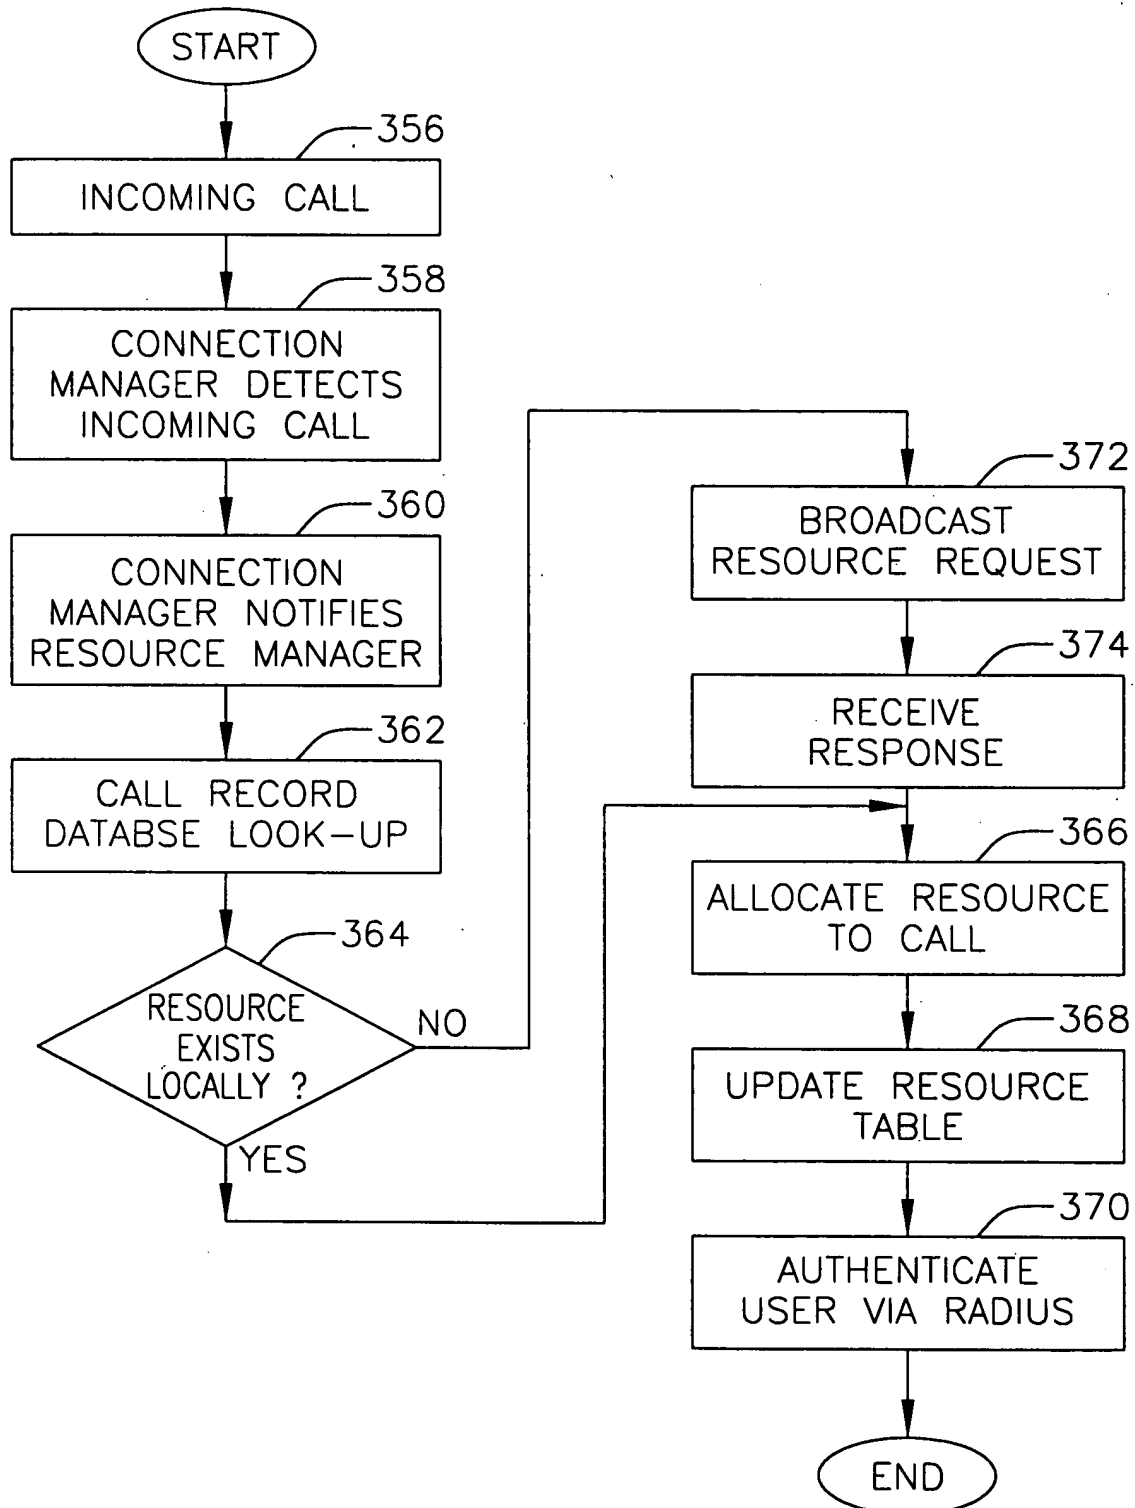 START
356
INCOMING CALL
358
CONNECTION
MANAGER DETECTS
INCOMING CALL
360
CONNECTION
MANAGER NOTIFIES
RESOURCE MANAGER
362
CALL RECORD
DATABSE LOOK-UP
364
RESOURCE
EXISTS
LOCALLY ?
NO
YES
372
BROADCAST
RESOURCE REQUEST
374
RECEIVE
RESPONSE
366
ALLOCATE RESOURCE
TO CALL
368
UPDATE RESOURCE
TABLE
370
AUTHENTICATE
USER VIA RADIUS
END